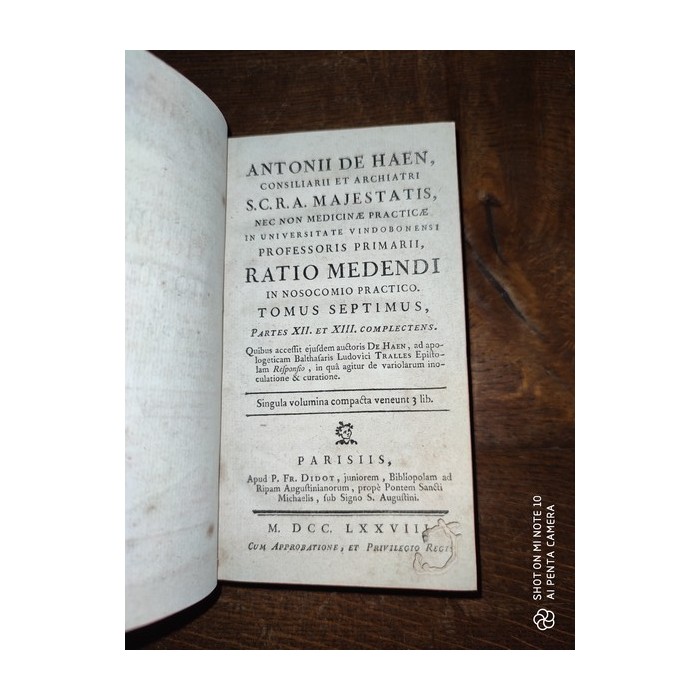 ANTONII DE HAEN,
CONSILIARII ET ARCHIATRI
S.C.R.A. MAJESTATIS,
NEC NON MEDICINÆ PRACTICÆ
IN UNIVERSITATE VINDOBONENSI
PROFESSORIS PRIMARII,
RATIO MEDENDI
IN NOSOCOMIO PRACTICO.
TOMUS SEPTIMUS,
PARTES XII. ET XIII. COMPLECTENS.
Quibus accessit ejusdem auctoris DE HAEN, ad apo-
logeticam Balthasaris Ludovici TRALLES Episto-
lam Responsio, in quâ agitur de variolarum ino-
culatione & curatione.
Singula volumina compacta veneunt 3 lib.
PARISIIS,
Apud P. FR. DIDOT, juniorem, Bibliopolam ad
Ripam Augustinianorum, propè Pontem Sancti
Michaelis, sub Signo S. Augustini.
M. DCC. LXXVIII.
CUM APPROBATIONE, ET PRIVILEGIO REGIS
SHOT ON MI NOTE 10
AI PENTA CAMERA